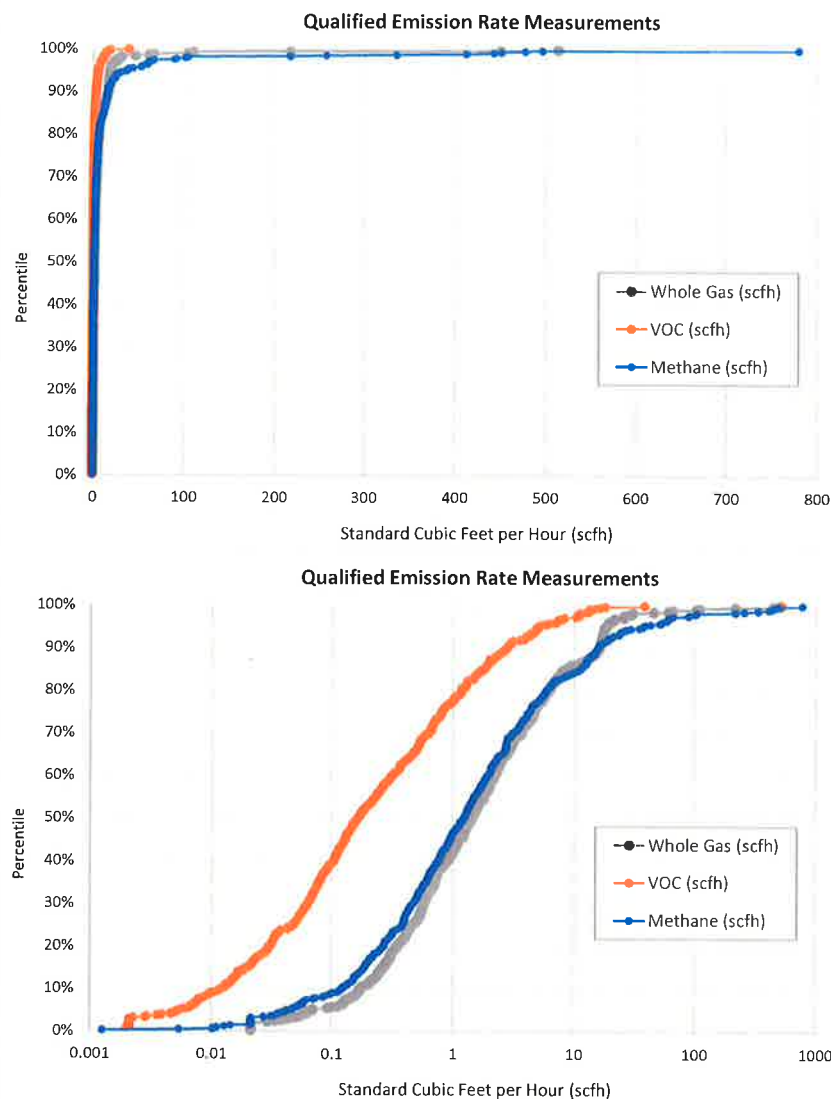 Qualified Emission Rate Measurements
100%
90%
80%
70%
60%
50%
40%
30%
20%
10%
0%
Percentile
0 100 200 300 400 500 600 700 800
Standard Cubic Feet per Hour (scfh)
Whole Gas (scfh)
VOC (scfh)
Methane (scfh)
Qualified Emission Rate Measurements
100%
90%
80%
70%
60%
50%
40%
30%
20%
10%
0%
Percentile
0.001 0.01 0.1 1 10 100 1000
Standard Cubic Feet per Hour (scfh)
Whole Gas (scfh)
VOC (scfh)
Methane (scfh)